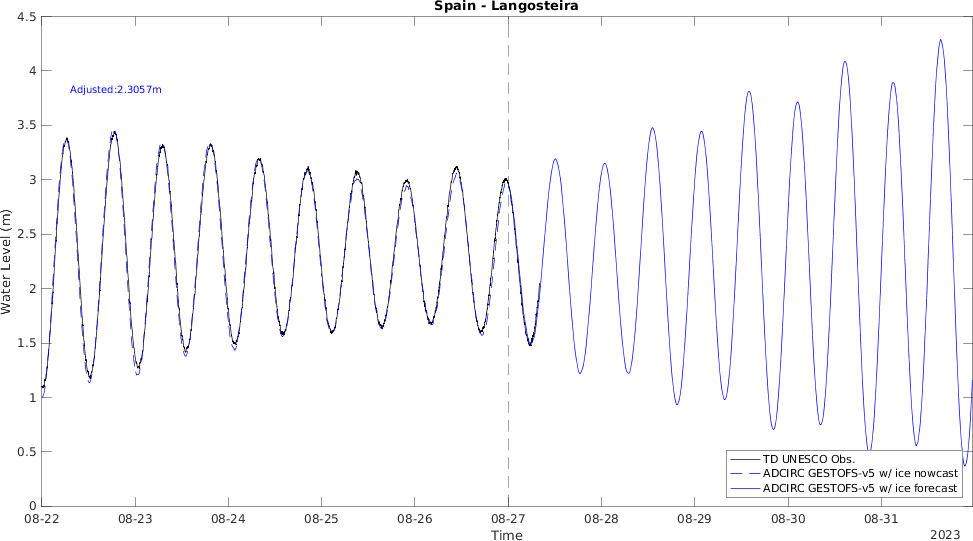 Spain - Langosteira
4.5
4
3.5
3
2.5
2
1.5
1
0.5
0
Water Level (m)
Adjusted:2.3057m
TD UNESCO Obs.
ADCIRC GESTOFS-v5 w/ ice nowcast
ADCIRC GESTOFS-v5 w/ ice forecast
08-22 08-23 08-24 08-25 08-26 08-27 08-28 08-29 08-30 08-31
Time
2023